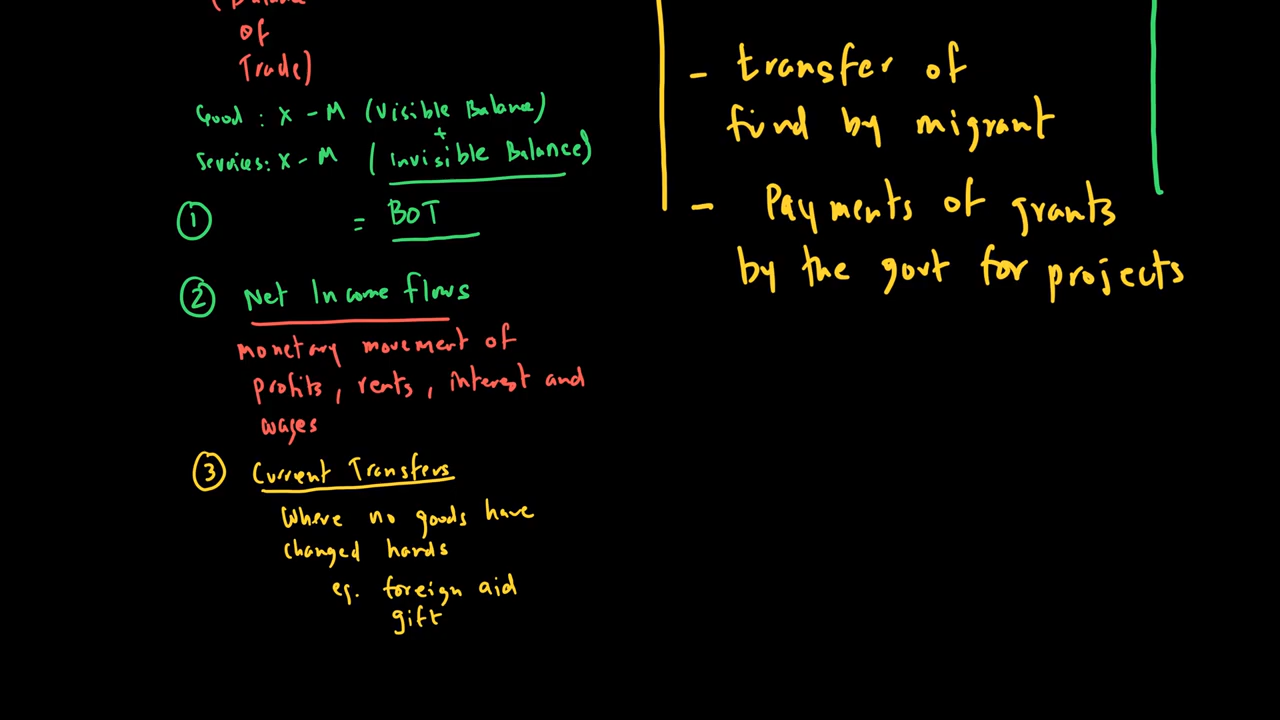 (Balance
of
Trade)
Good : X - M (Visible Balance)
+
Services: X - M ( Invisible Balance)
① = BOT
② Net Income flows
monetary movement of
profits, rents, interest and
wages
③ Current Transfers
Where no goods have
changed hands
eg. foreign aid
gift
- transfer of
fund by migrant
- Payments of grants
by the govt for projects